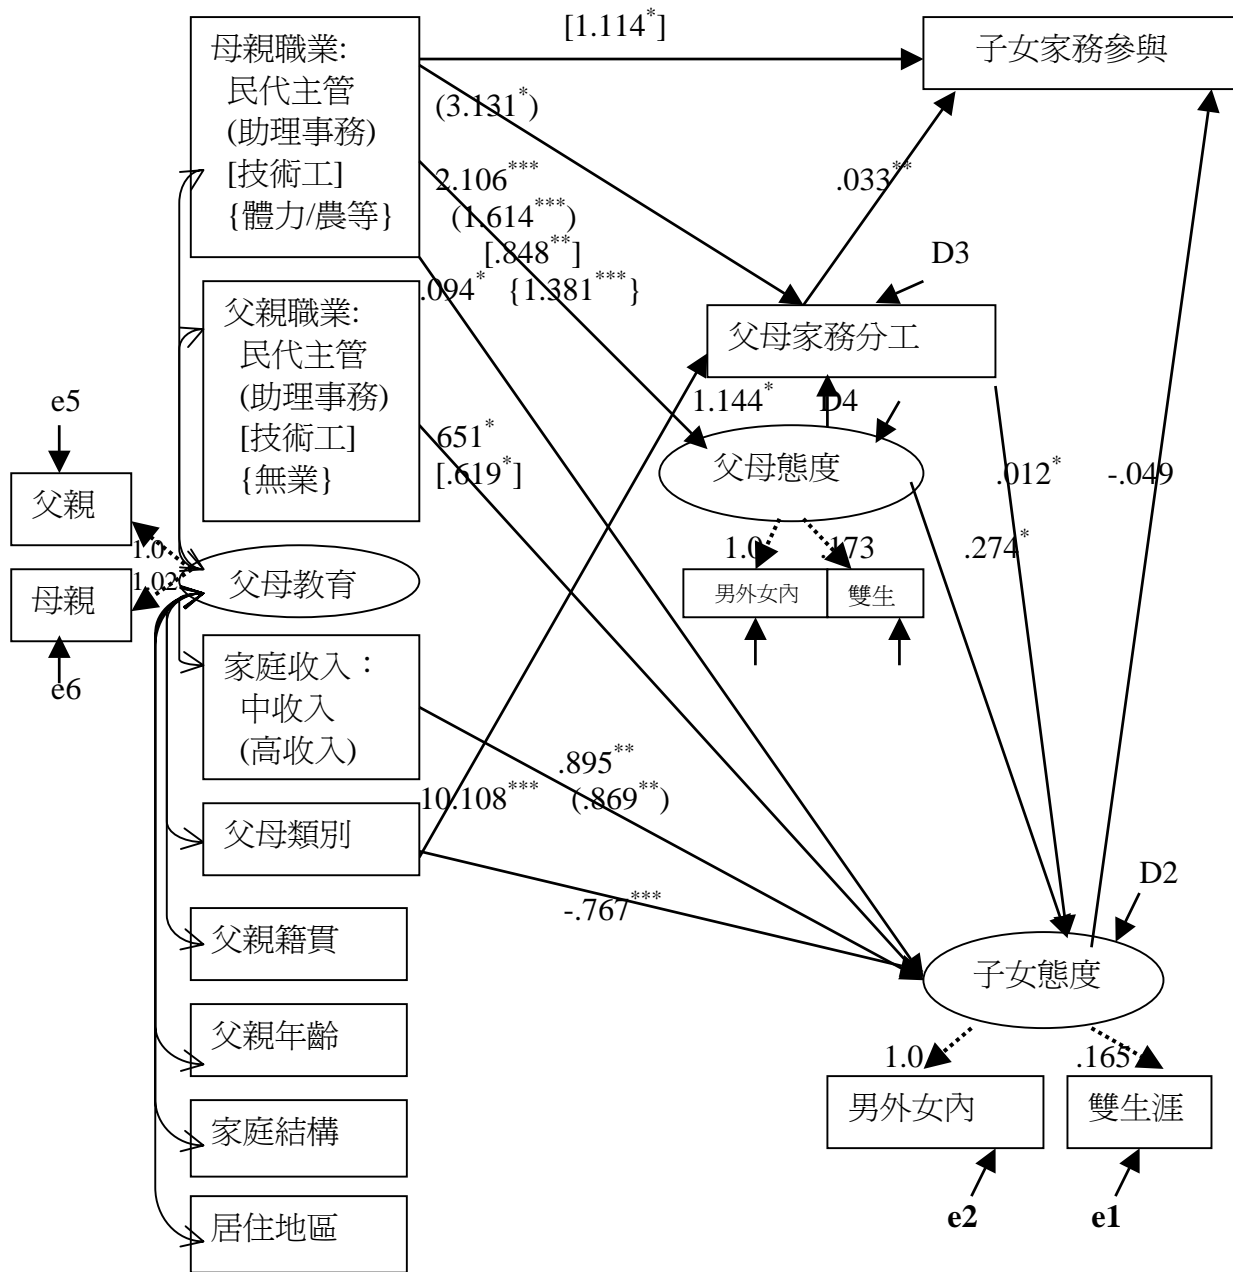 [1.114*]
母親職業:
民代主管
(助理事務)
[技術工]
{體力/農等}
子女家務參與
(3.131*)
2.106***
(1.614***)
[.848**]
.094* {1.381***}
.033**
D3
父親職業:
民代主管
(助理事務)
[技術工]
{無業}
父母家務分工
1.144*
D4
e5
651*
[.619*]
父母態度
.012*
-.049
父親
1.0
1.02
母親
e6
父母教育
1.0
.173
男外女內
雙生
.274*
家庭收入：
中收入
(高收入)
.895**
10.108*** (.869**)
父母類別
-.767***
D2
父親籍貫
子女態度
父親年齡
1.0
.165
家庭結構
男外女內
雙生涯
居住地區
e2
e1